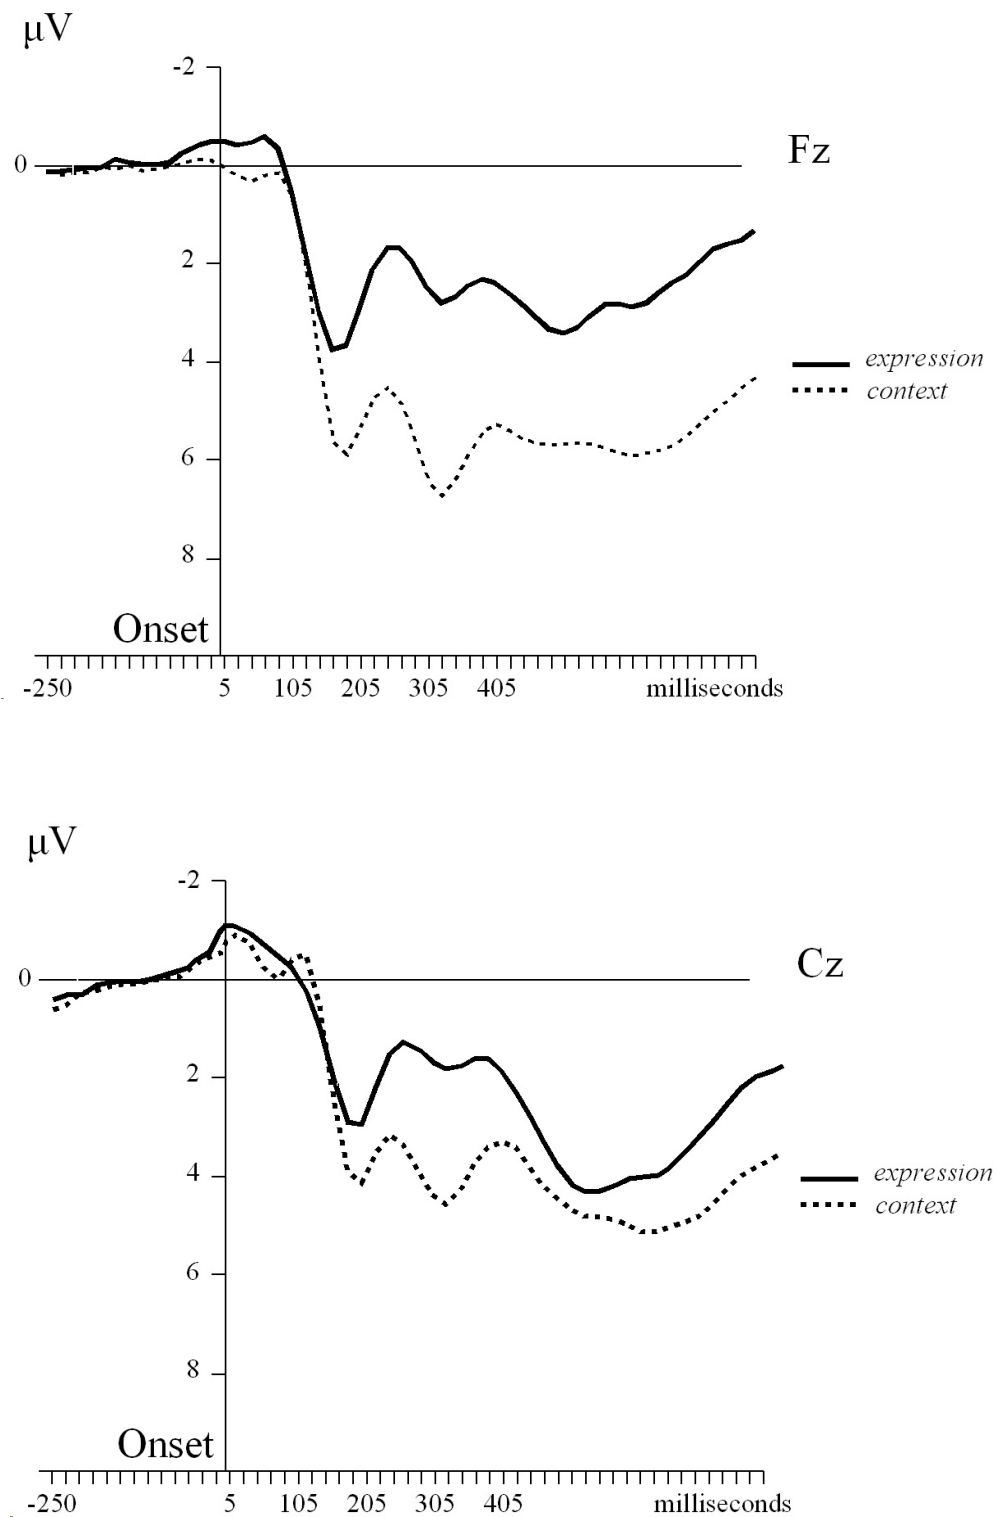 μV
-2
Fz
0
2
4
expression
context
6
8
Onset
-250 5 105 205 305 405 milliseconds
μV
-2
Cz
0
2
4
expression
context
6
8
Onset
-250 5 105 205 305 405 milliseconds